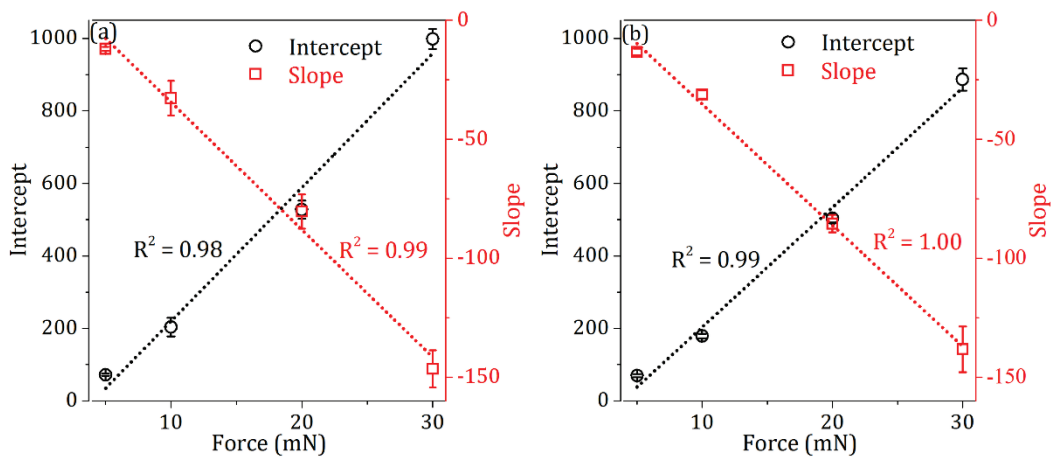 (a)
Intercept
Slope
1000
800
600
400
200
0
Intercept
R² = 0.98
R² = 0.99
0
-50
-100
-150
Slope
10
20
30
Force (mN)
(b)
Intercept
Slope
1000
800
600
400
200
0
Intercept
R² = 0.99
R² = 1.00
0
-50
-100
-150
Slope
10
20
30
Force (mN)